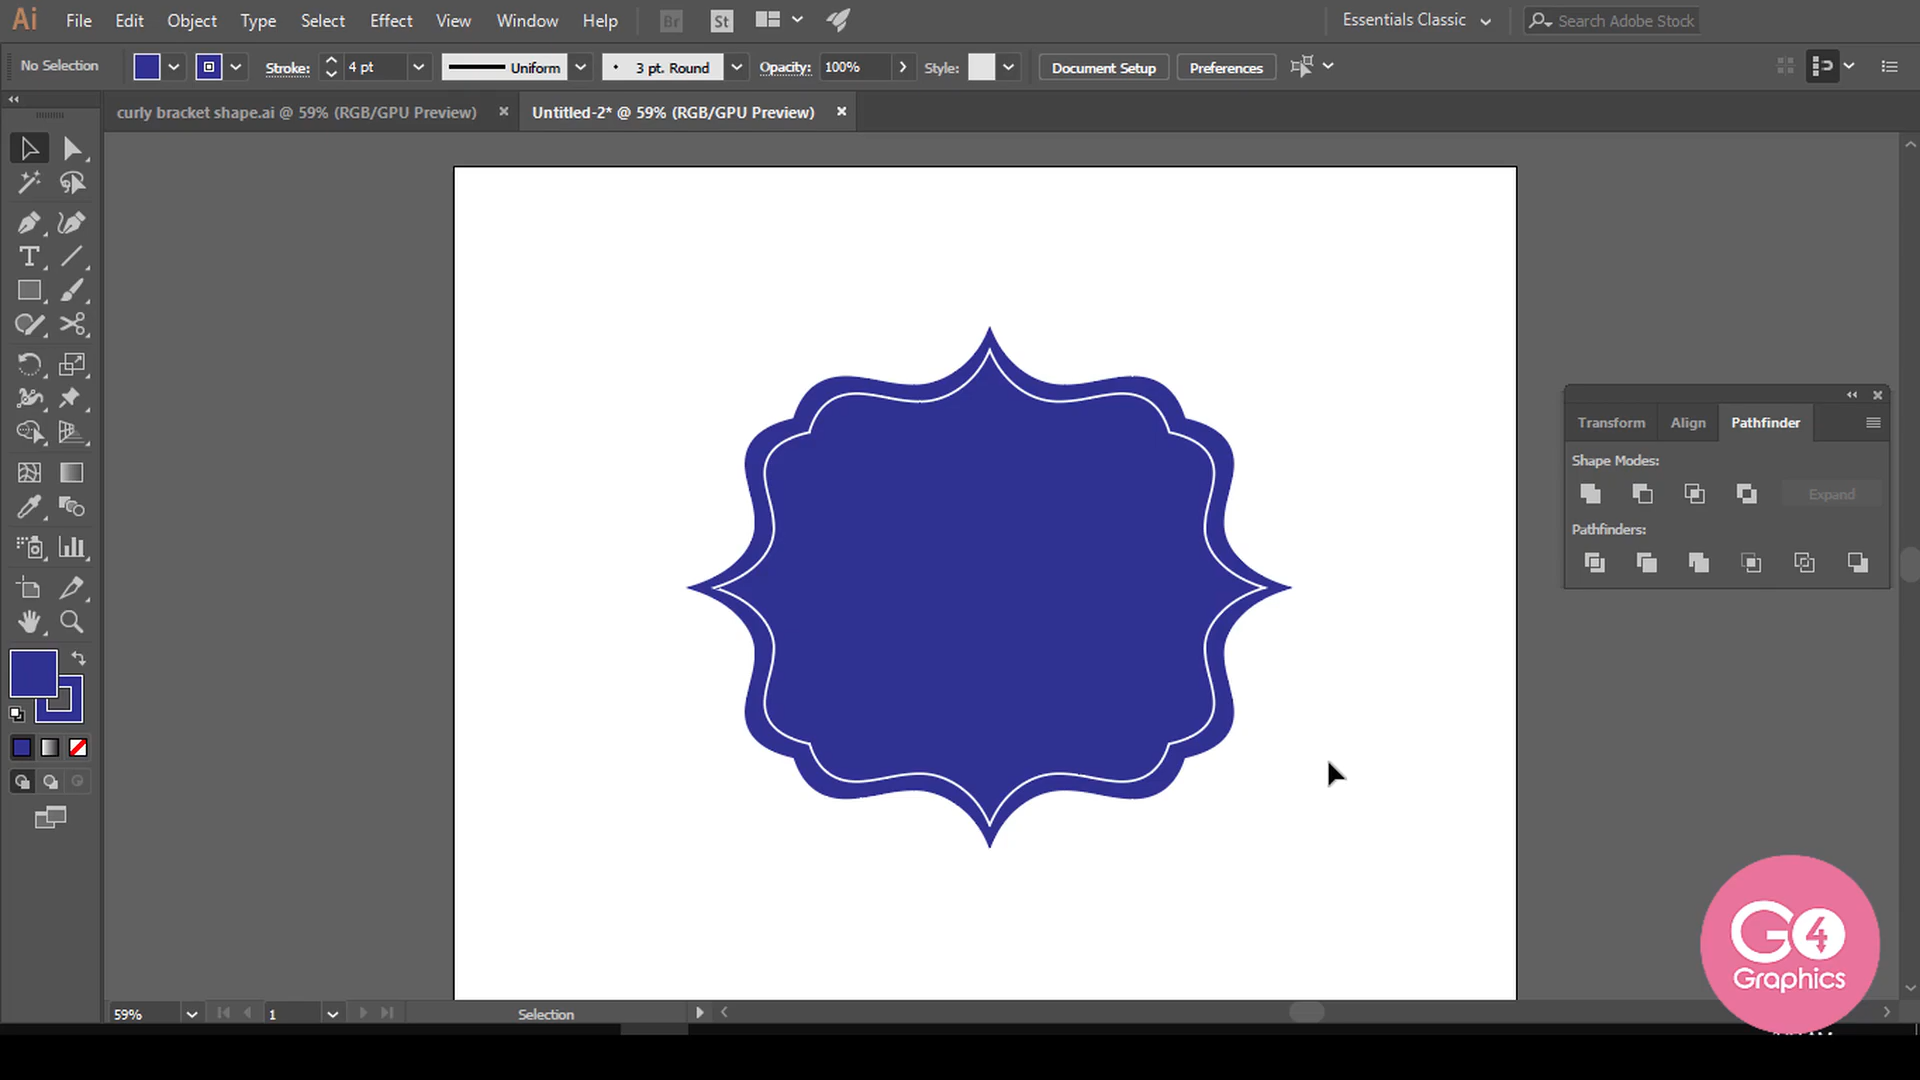 Ai File Edit Object Type Select Effect View Window Help Br St Essentials Classic Search Adobe Stock
No Selection Stroke: 4 pt Uniform 3 pt. Round Opacity: 100% Style: Document Setup Preferences
curly bracket shape.ai @ 59% (RGB/GPU Preview) Untitled-2* @ 59% (RGB/GPU Preview)
Transform Align Pathfinder
Shape Modes:
Expand
Pathfinders:
G4
Graphics
59% 1 Selection